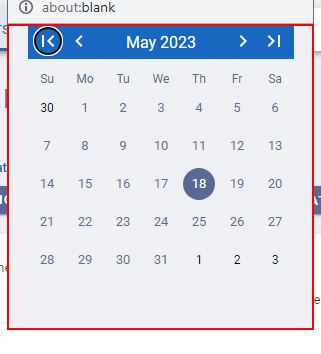 about:blank
May 2023
Su Mo Tu We Th Fr Sa
30 1 2 3 4 5 6
7 8 9 10 11 12 13
14 15 16 17 18 19 20
21 22 23 24 25 26 27
28 29 30 31 1 2 3